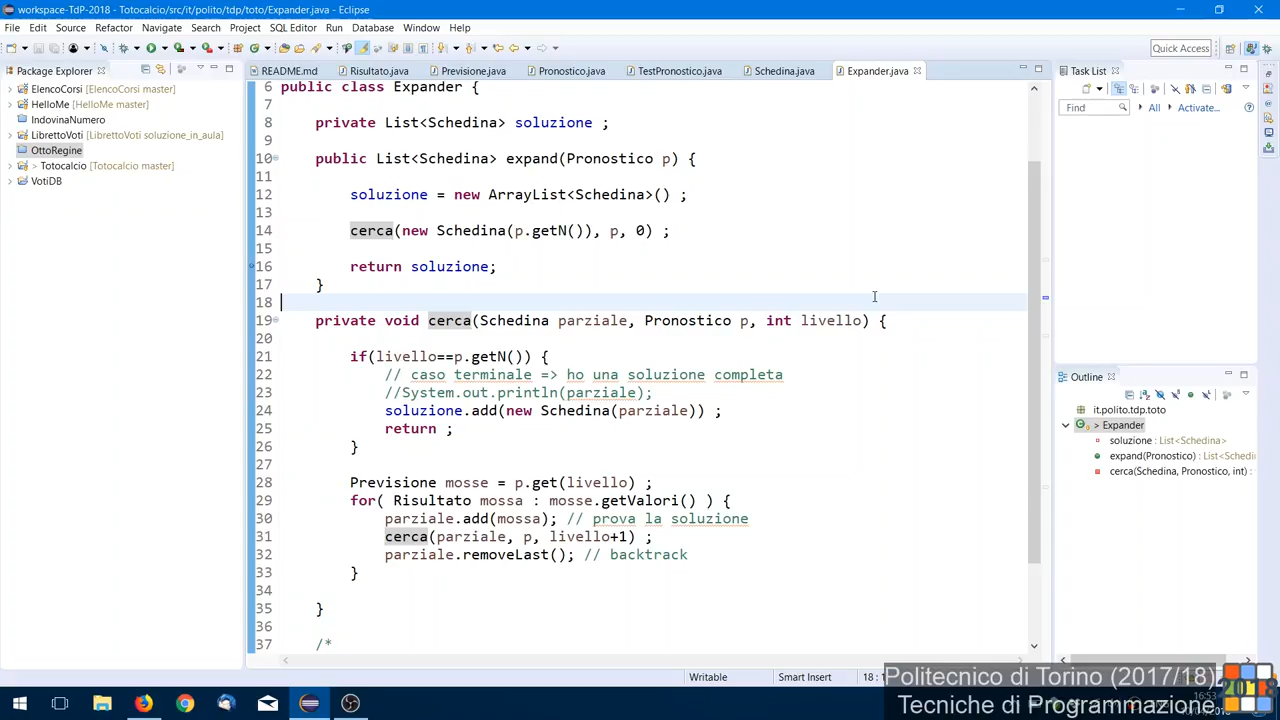 workspace-TdP-2018 - Totocalcio/src/it/polito/tdp/toto/Expander.java - Eclipse
File Edit Source Refactor Navigate Search Project SQL Editor Run Database Window Help
Quick Access
Package Explorer
README.md Risultato.java Previsione.java Pronostico.java TestPronostico.java Schedina.java Expander.java
Task List
ElencoCorsi [ElencoCorsi master]
HelloMe [HelloMe master]
IndovinaNumero
LibrettoVoti [LibrettoVoti soluzione_in_aula]
OttoRegine
> Totocalcio [Totocalcio master]
VotiDB
6 public class Expander {
7
8 private List<Schedina> soluzione ;
9
10 public List<Schedina> expand(Pronostico p) {
11
12 soluzione = new ArrayList<Schedina>() ;
13
14 cerca(new Schedina(p.getN()), p, 0) ;
15
16 return soluzione;
17 }
18
19 private void cerca(Schedina parziale, Pronostico p, int livello) {
20
21 if(livello==p.getN()) {
22 // caso terminale => ho una soluzione completa
23 //System.out.println(parziale);
24 soluzione.add(new Schedina(parziale)) ;
25 return ;
26 }
27
28 Previsione mosse = p.get(livello) ;
29 for( Risultato mossa : mosse.getValori() ) {
30 parziale.add(mossa); // prova la soluzione
31 cerca(parziale, p, livello+1) ;
32 parziale.removeLast(); // backtrack
33 }
34
35 }
37 /*
Find All Activate...
Outline
it.polito.tdp.toto
> Expander
soluzione : List<Schedina>
expand(Pronostico) : List<Schedi
cerca(Schedina, Pronostico, int)
Writable Smart Insert 18 :
Politecnico di Torino (2017/18)
Tecniche di Programmazione
2018
16:53